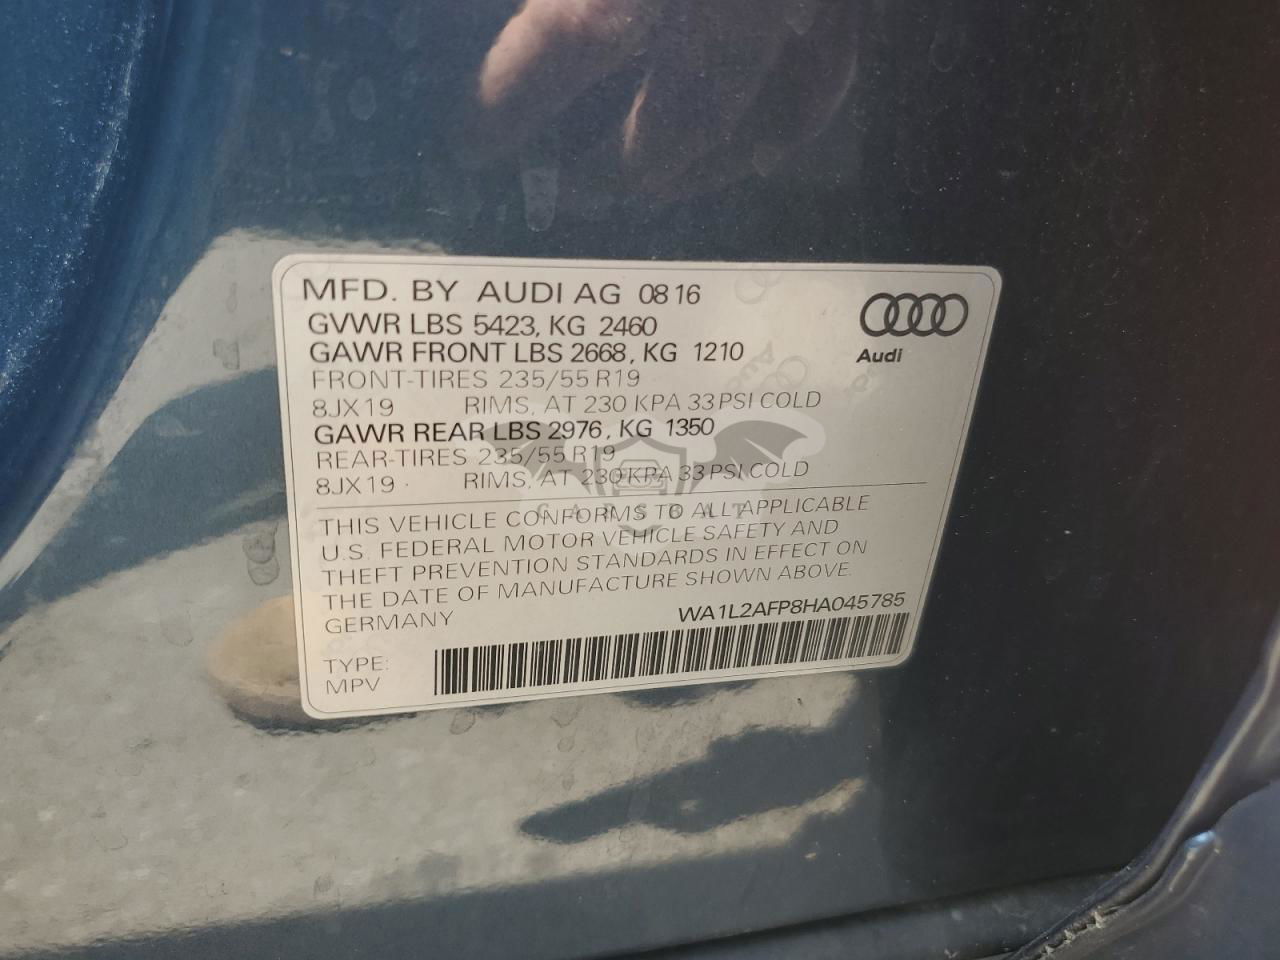 MFD. BY AUDI AG 0816
GVWR LBS 5423, KG 2460
GAWR FRONT LBS 2668, KG 1210
FRONT-TIRES 235/55 R19
8JX19 RIMS, AT 230 KPA 33 PSI COLD
GAWR REAR LBS 2976, KG 1350
REAR-TIRES 235/55 R19
8JX19 RIMS, AT 230 KPA 33 PSI COLD
Audi
CARSBAT
THIS VEHICLE CONFORMS TO ALL APPLICABLE
U.S. FEDERAL MOTOR VEHICLE SAFETY AND
THEFT PREVENTION STANDARDS IN EFFECT ON
THE DATE OF MANUFACTURE SHOWN ABOVE.
GERMANY WA1L2AFP8HA045785
TYPE:
MPV